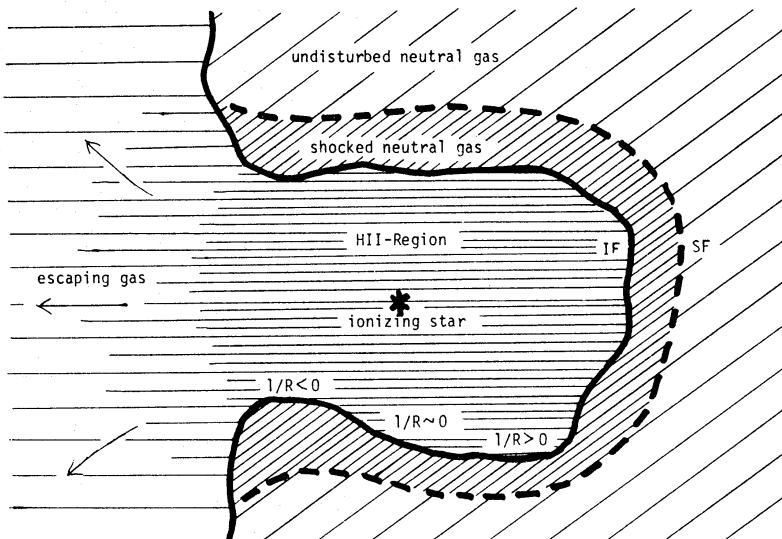 undisturbed neutral gas
shocked neutral gas
HII-Region
IF
SF
escaping gas
ionizing star
1/R<0
1/R~0
1/R>0